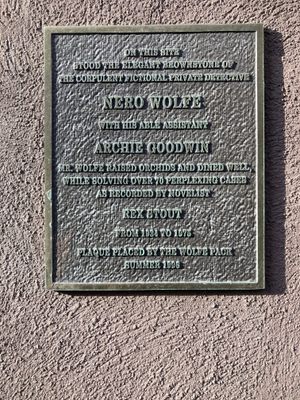 ON THIS SITE
STOOD THE ELEGANT BROWNSTONE OF
THE CORPULENT FICTIONAL PRIVATE DETECTIVE
NERO WOLFE
WITH HIS ABLE ASSISTANT
ARCHIE GOODWIN
MR. WOLFE RAISED ORCHIDS AND DINED WELL,
WHILE SOLVING OVER 70 PERPLEXING CASES
AS RECORDED BY NOVELIST
REX STOUT
FROM 1934 TO 1975
PLAQUE PLACED BY THE WOLFE PACK
SUMMER 1996